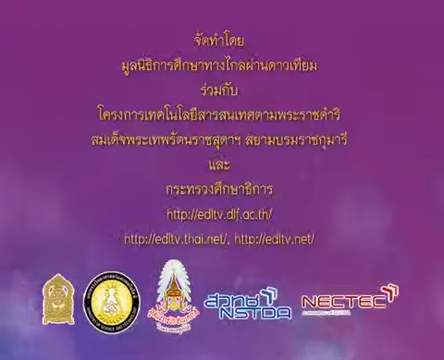 จัดทำโดย
มูลนิธิการศึกษาทางไกลผ่านดาวเทียม
ร่วมกับ
โครงการเทคโนโลยีสารสนเทศตามพระราชดำริ
สมเด็จพระเทพรัตนราชสุดาฯ สยามบรมราชกุมารี
และ
กระทรวงศึกษาธิการ
http://edltv.dlf.ac.th/
http://edltv.thai.net/, http://edltv.net/
สวทช NECTEC
NSTDA